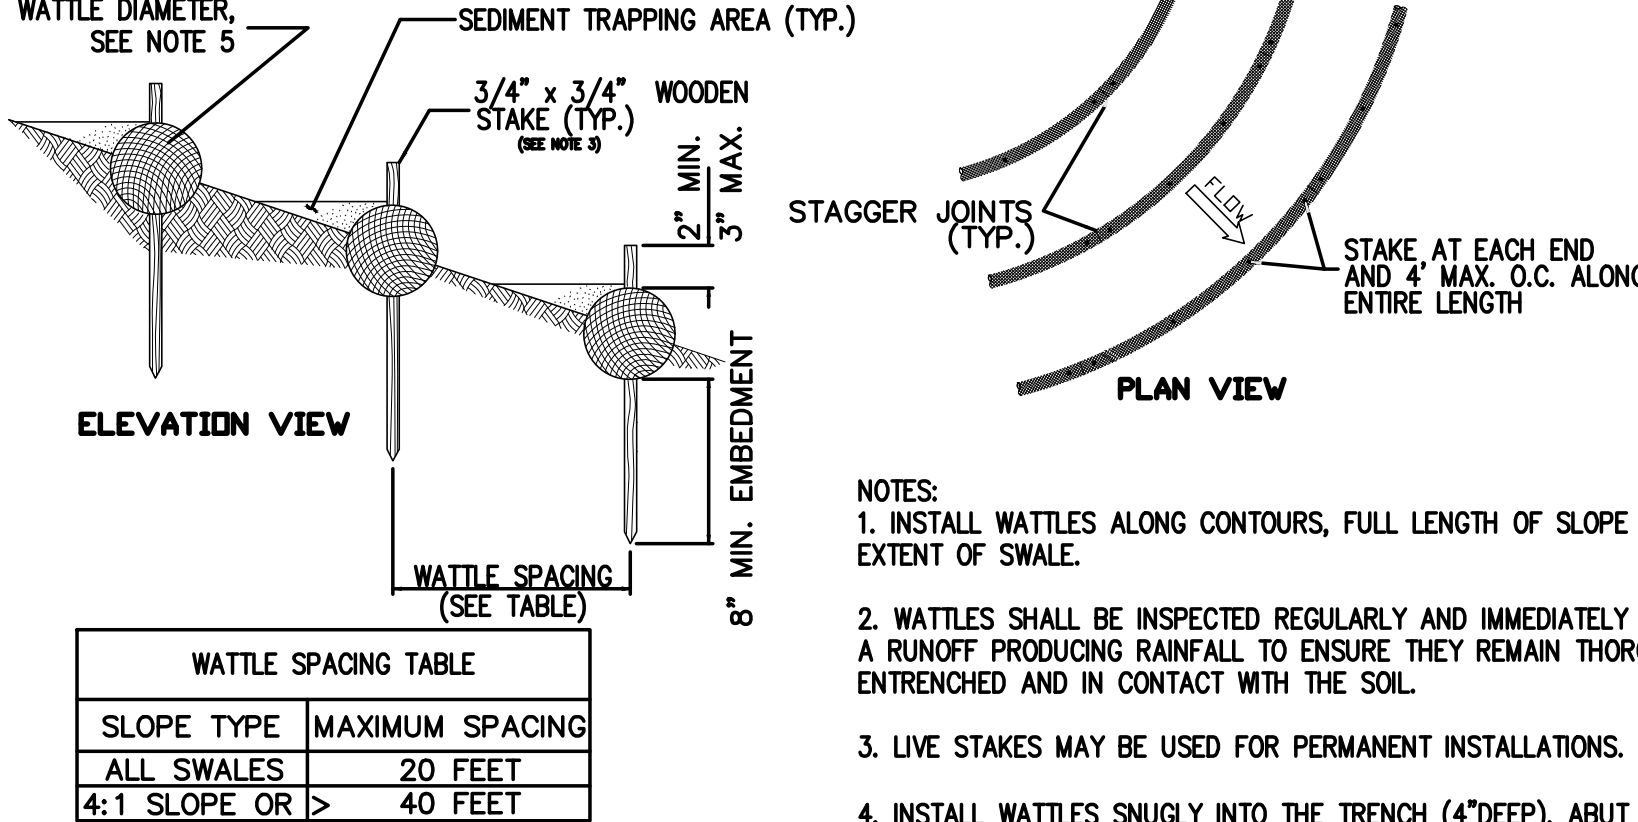 WATTLE DIAMETER,
SEE NOTE 5
SEDIMENT TRAPPING AREA (TYP.)
3/4" x 3/4" WOODEN
STAKE (TYP.)
(SEE NOTE 3)
2" MIN.
3" MAX.
8" MIN. EMBEDMENT
ELEVATION VIEW
WATTLE SPACING
(SEE TABLE)
WATTLE SPACING TABLE
SLOPE TYPE MAXIMUM SPACING
ALL SWALES 20 FEET
4:1 SLOPE OR > 40 FEET
STAGGER JOINTS
(TYP.)
FLOW
STAKE AT EACH END
AND 4' MAX. O.C. ALONG
ENTIRE LENGTH
PLAN VIEW
NOTES:
1. INSTALL WATTLES ALONG CONTOURS, FULL LENGTH OF SLOPE
EXTENT OF SWALE.
2. WATTLES SHALL BE INSPECTED REGULARLY AND IMMEDIATELY
A RUNOFF PRODUCING RAINFALL TO ENSURE THEY REMAIN
ENTRENCHED AND IN CONTACT WITH THE SOIL.
3. LIVE STAKES MAY BE USED FOR PERMANENT INSTALLATIONS.
4. INSTALL WATTLES SNUGLY INTO THE TRENCH (4"DEEP). ABUT